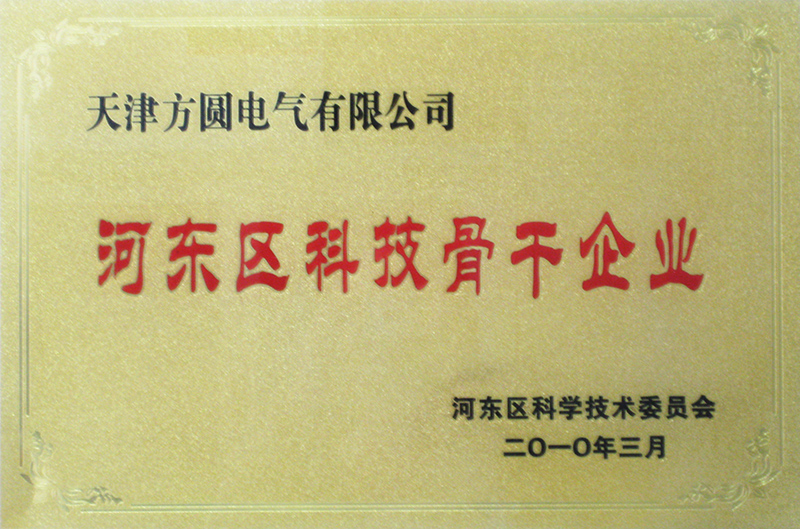 天津方圆电气有限公司
河东区科技骨干企业
河东区科学技术委员会
二〇一〇年三月